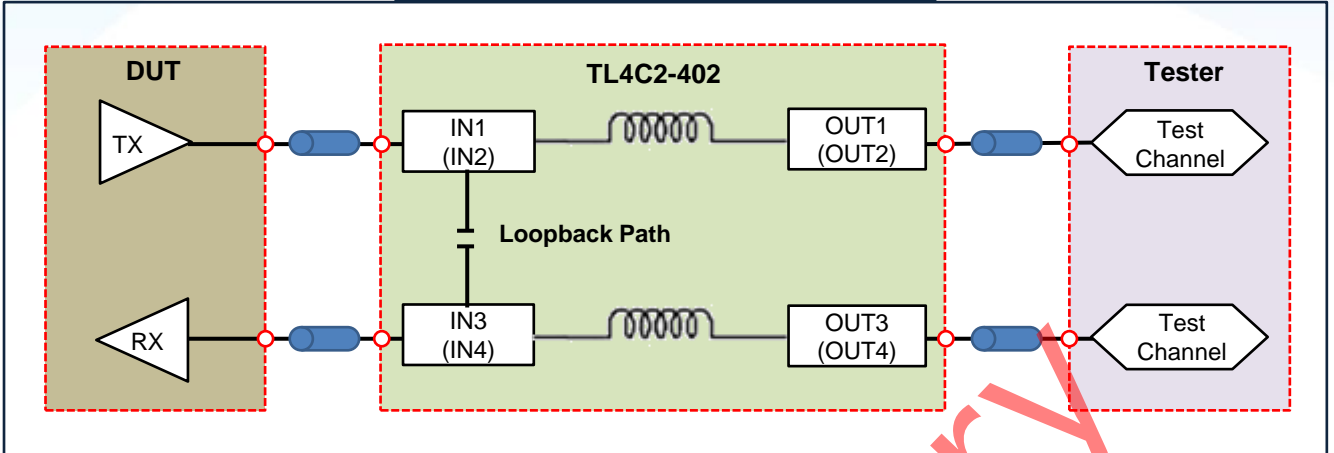 DUT
TL4C2-402
Tester
TX
IN1
(IN2)
OUT1
(OUT2)
Test
Channel
Loopback Path
RX
IN3
(IN4)
OUT3
(OUT4)
Test
Channel
ry